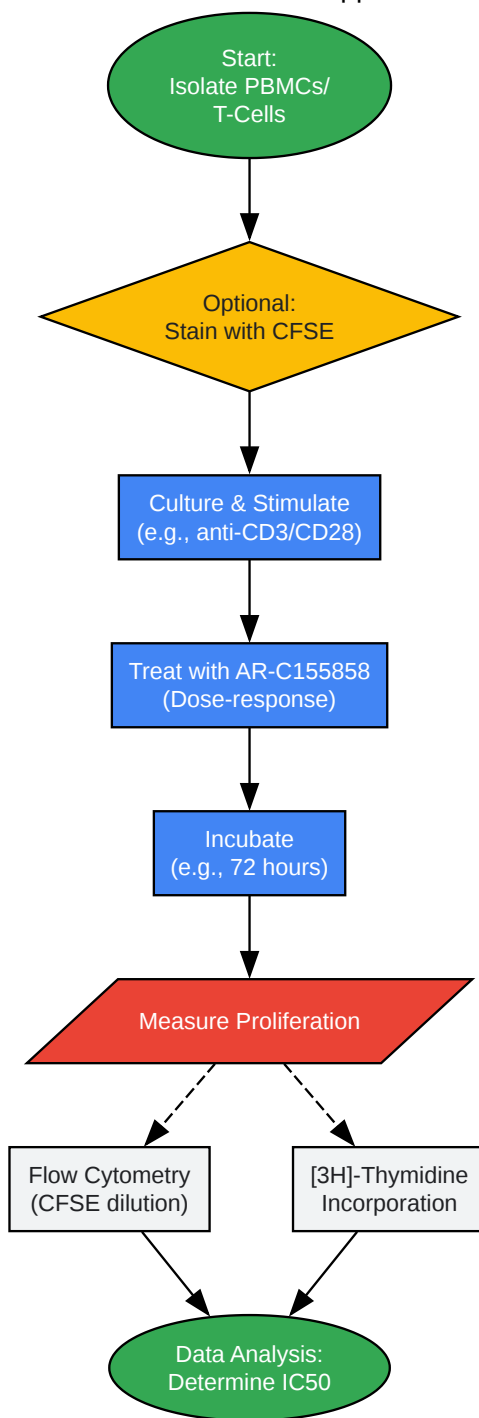 Start:
Isolate PBMCs/
T-Cells
Optional:
Stain with CFSE
Culture & Stimulate
(e.g., anti-CD3/CD28)
Treat with AR-C155858
(Dose-response)
Incubate
(e.g., 72 hours)
Measure Proliferation
Flow Cytometry
(CFSE dilution)
[3H]-Thymidine
Incorporation
Data Analysis:
Determine IC50